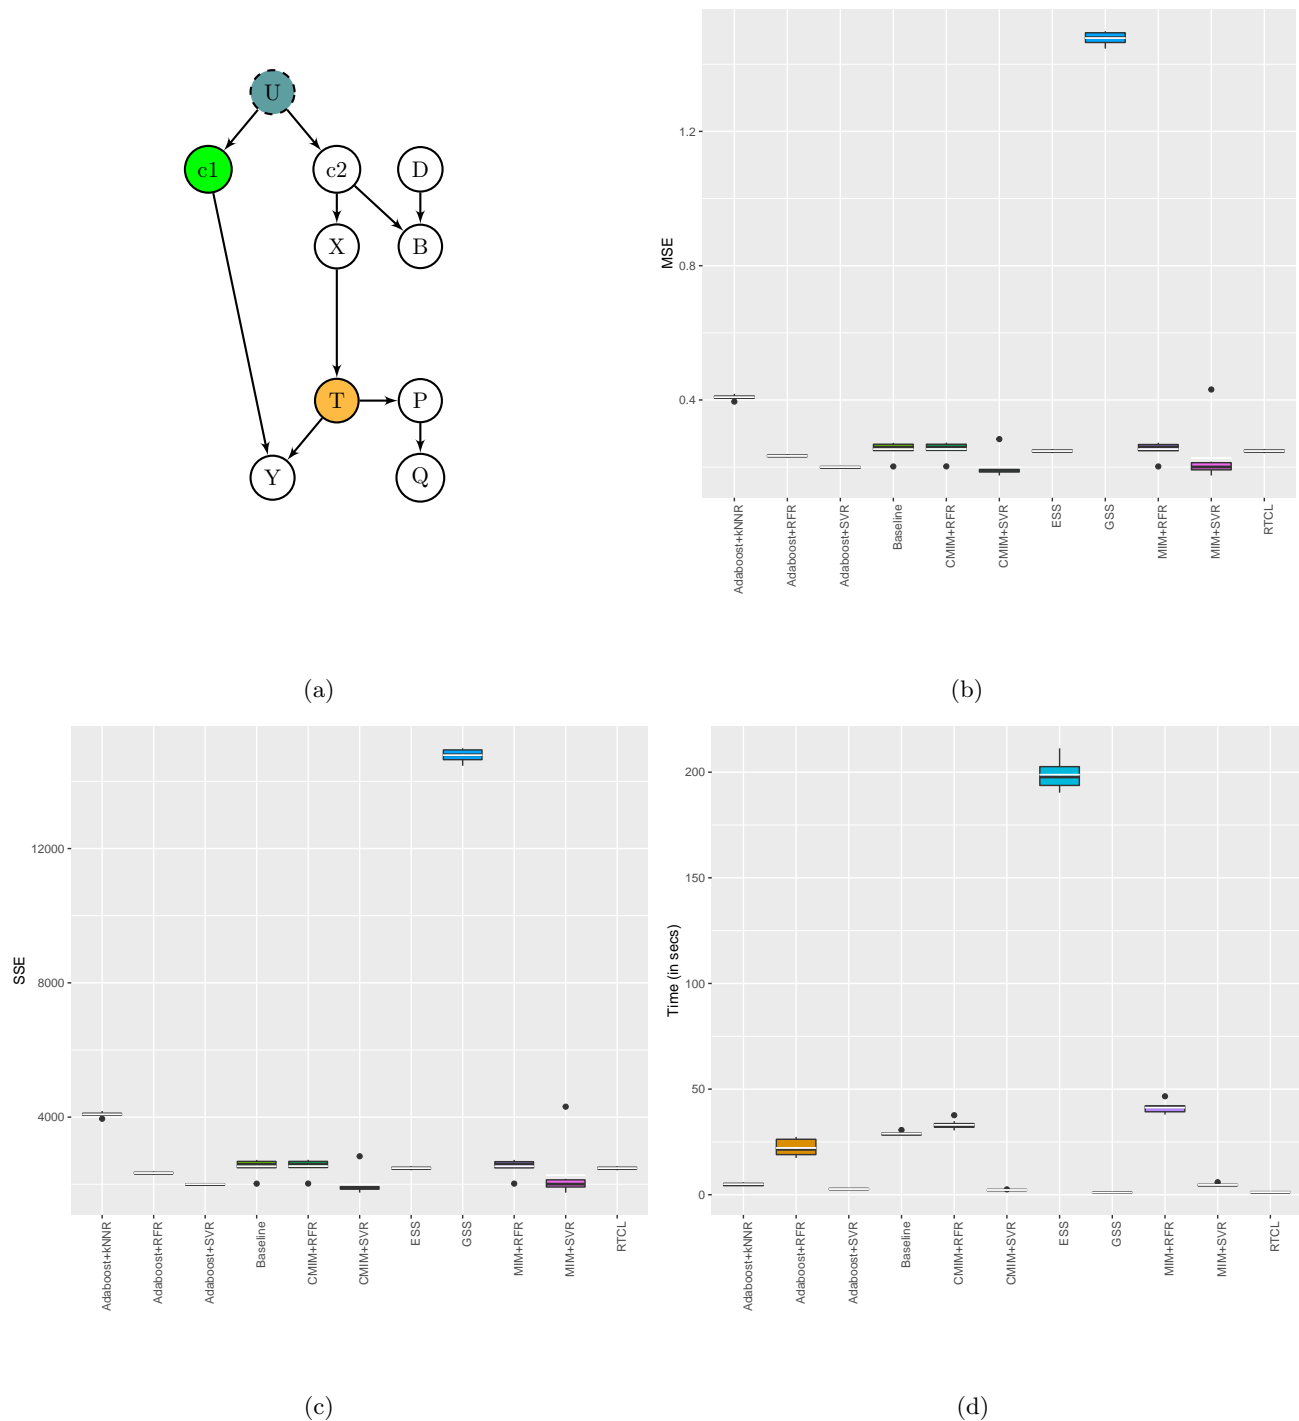 U
c1
c2
D
X
B
T
P
Y
Q
(a)
MSE
1.2
0.8
0.4
Adaboost+kNNR
Adaboost+RFR
Adaboost+SVR
Baseline
CMIM+RFR
CMIM+SVR
ESS
GSS
MIM+RFR
MIM+SVR
RTCL
(b)
SSE
12000
8000
4000
Adaboost+kNNR
Adaboost+RFR
Adaboost+SVR
Baseline
CMIM+RFR
CMIM+SVR
ESS
GSS
MIM+RFR
MIM+SVR
RTCL
(c)
Time (in secs)
200
150
100
50
0
Adaboost+kNNR
Adaboost+RFR
Adaboost+SVR
Baseline
CMIM+RFR
CMIM+SVR
ESS
GSS
MIM+RFR
MIM+SVR
RTCL
(d)